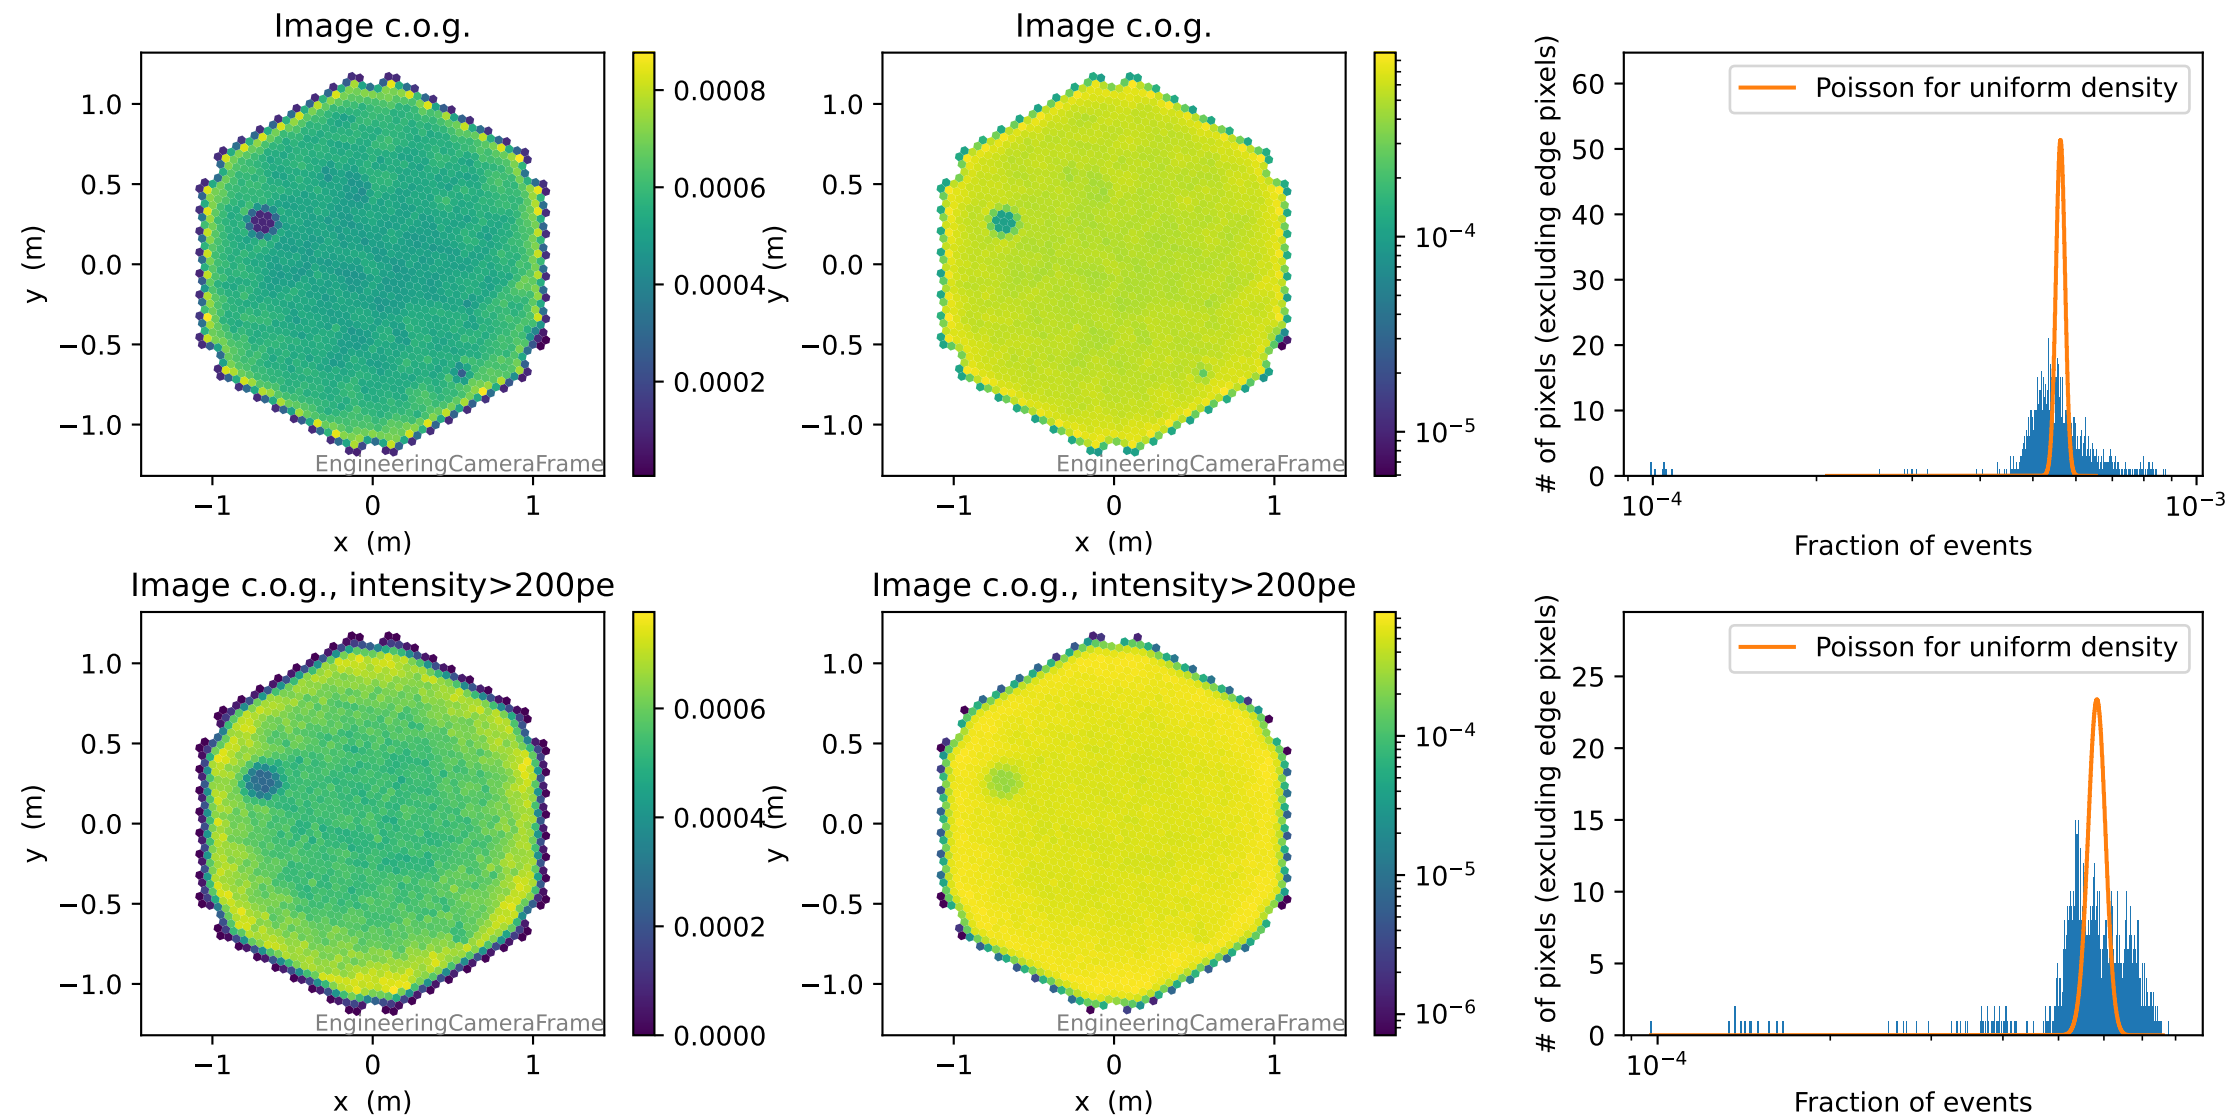 Image c.o.g.
Image c.o.g.
y (m)
1.0
0.5
0.0
−0.5
−1.0
−1
0
1
x (m)
EngineeringCameraFrame
0.0008
0.0006
0.0004
0.0002
y (m)
1.0
0.5
0.0
−0.5
−1.0
−1
0
1
x (m)
EngineeringCameraFrame
10⁻⁴
10⁻⁵
# of pixels (excluding edge pixels)
60
50
40
30
20
10
0
Poisson for uniform density
10⁻⁴
10⁻³
Fraction of events
Image c.o.g., intensity>200pe
Image c.o.g., intensity>200pe
y (m)
1.0
0.5
0.0
−0.5
−1.0
−1
0
1
x (m)
EngineeringCameraFrame
0.0006
0.0004
0.0002
0.0000
y (m)
1.0
0.5
0.0
−0.5
−1.0
−1
0
1
x (m)
EngineeringCameraFrame
10⁻⁴
10⁻⁵
10⁻⁶
# of pixels (excluding edge pixels)
25
20
15
10
5
0
Poisson for uniform density
10⁻⁴
Fraction of events